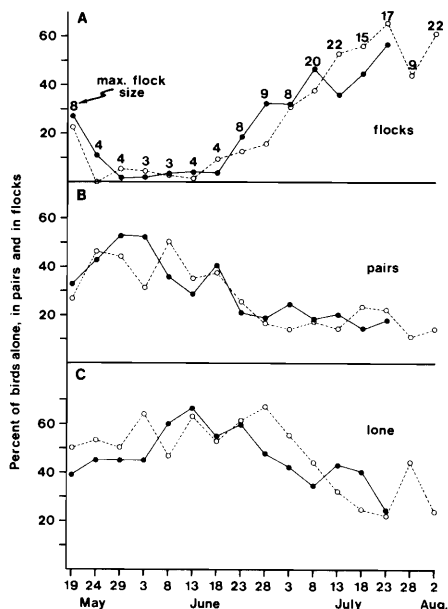 Percent of birds alone, in pairs and in flocks
A
60
40
20
max. flock
size
8 4 4 3 3 4 4 8 9 8 20 22 15 17 9 22
flocks
B
60
40
20
pairs
C
60
40
20
lone
19 24 29 3 8 13 18 23 28 3 8 13 18 23 28 2
May June July Aug.